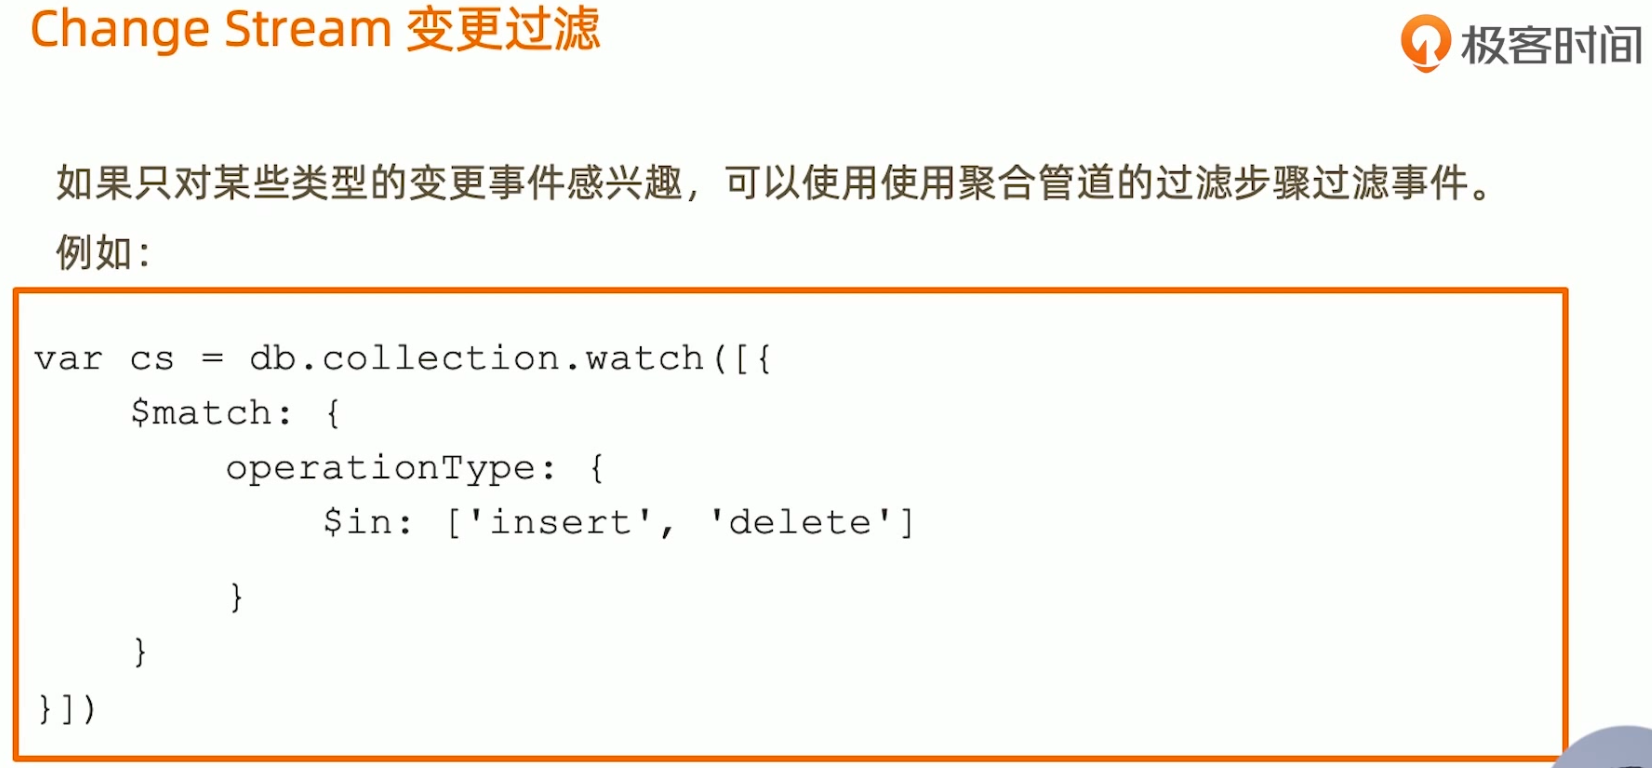 Change Stream 变更过滤
极客时间
如果只对某些类型的变更事件感兴趣，可以使用使用聚合管道的过滤步骤过滤事件。
例如：
var cs = db.collection.watch([{
    $match: {
        operationType: {
            $in: ['insert', 'delete']
        }
    }
}])